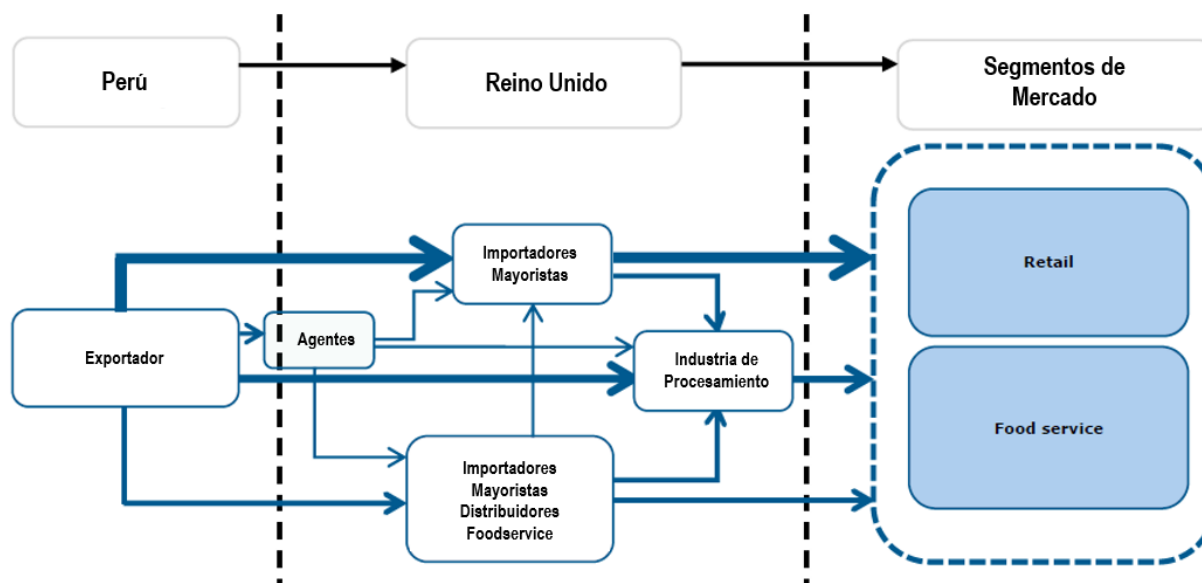 Perú
Reino Unido
Segmentos de
Mercado
Importadores
Mayoristas
Retail
Exportador
Agentes
Industria de
Procesamiento
Food service
Importadores
Mayoristas
Distribuidores
Foodservice